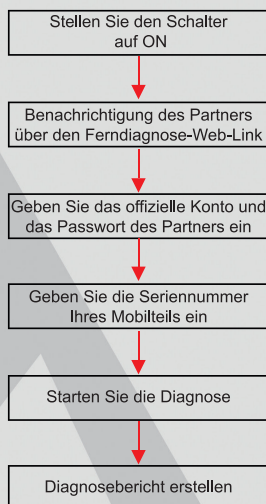 Stellen Sie den Schalter
auf ON
Benachrichtigung des Partners
über den Ferndiagnose-Web-Link
Geben Sie das offizielle Konto und
das Passwort des Partners ein
Geben Sie die Seriennummer
Ihres Mobilteils ein
Starten Sie die Diagnose
Diagnosebericht erstellen